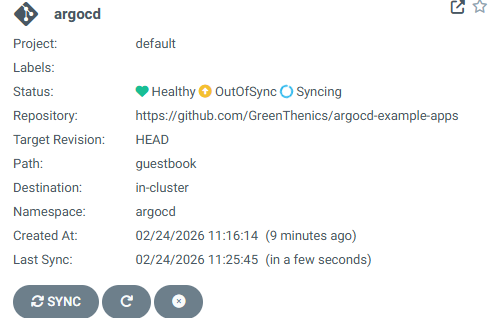 argocd
Project: default
Labels:
Status: Healthy OutOfSync Syncing
Repository: https://github.com/GreenThenics/argocd-example-apps
Target Revision: HEAD
Path: guestbook
Destination: in-cluster
Namespace: argocd
Created At: 02/24/2026 11:16:14 (9 minutes ago)
Last Sync: 02/24/2026 11:25:45 (in a few seconds)
SYNC